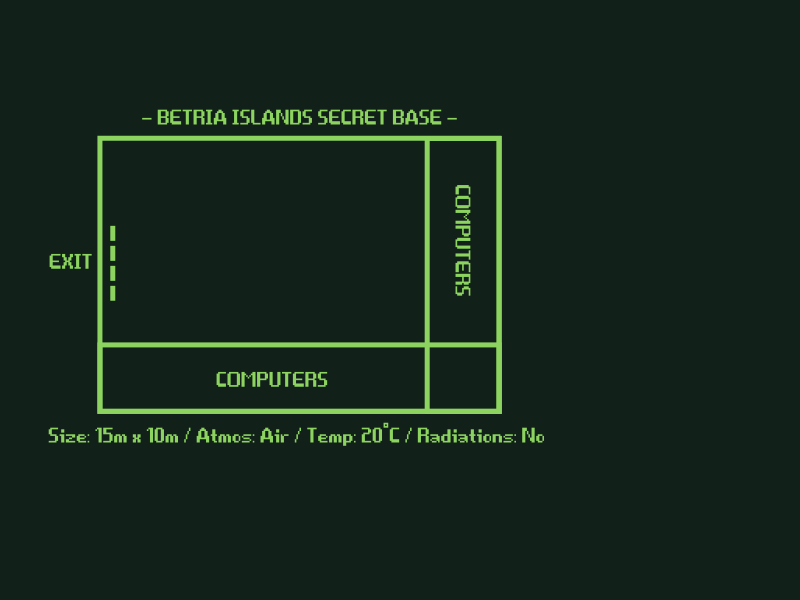 - BETRIA ISLANDS SECRET BASE -
COMPUTERS
EXIT
COMPUTERS
Size: 15m x 10m / Atmos: Air / Temp: 20°C / Radiations: No